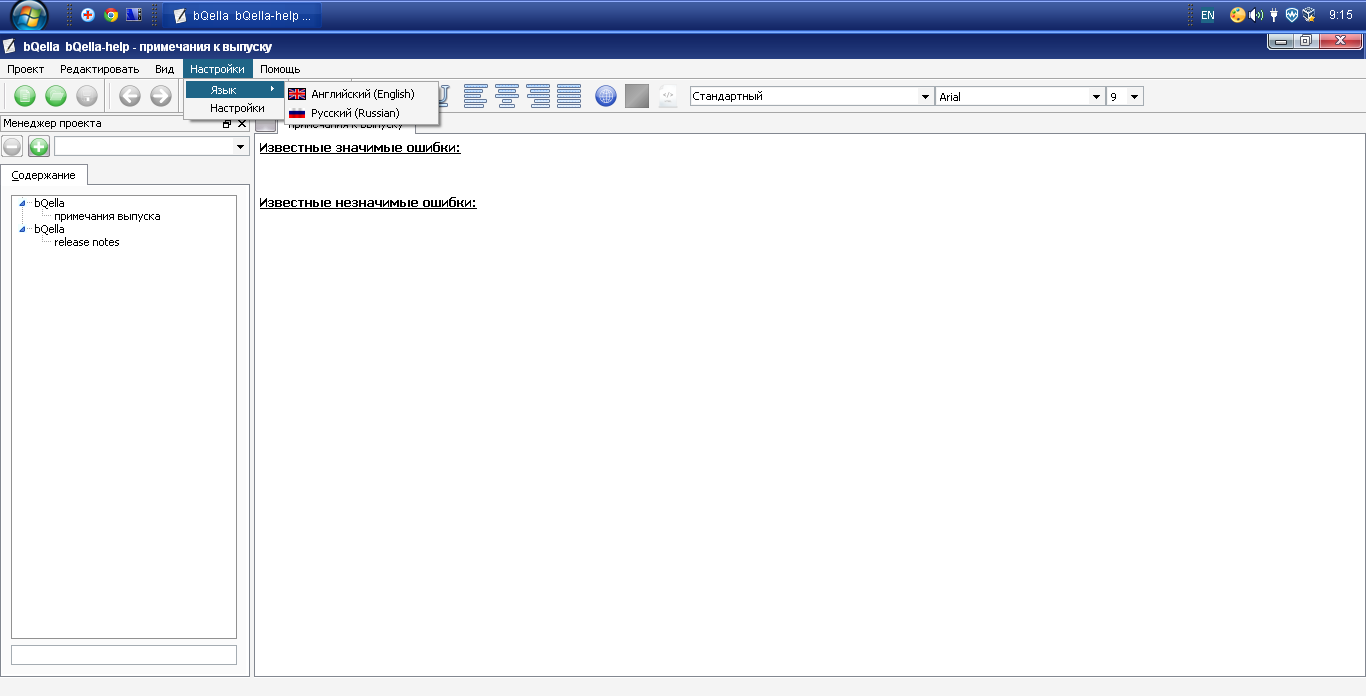 bQella bQella-help ...
EN
9:15
bQella bQella-help - примечания к выпуску
Проект Редактировать Вид Настройки Помощь
Язык
Настройки
Английский (English)
Русский (Russian)
Стандартный
Arial
9
Менеджер проекта
примечания к выпуску
Содержание
bQella
примечания выпуска
bQella
release notes
Известные значимые ошибки:
Известные незначимые ошибки: